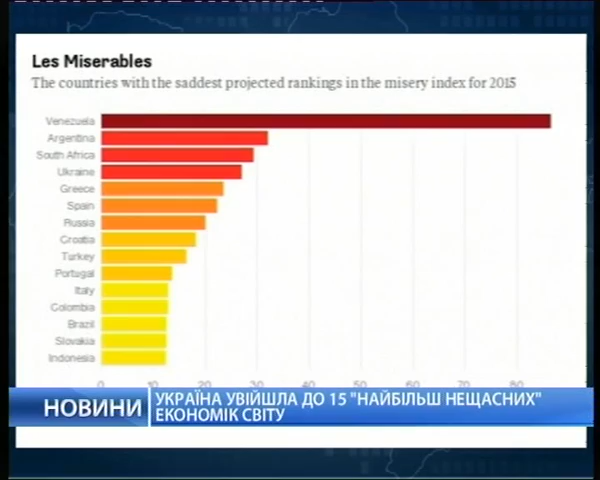 Les Miserables
The countries with the saddest projected rankings in the misery index for 2015
Venezuela
Argentina
South Africa
Ukraine
Greece
Spain
Russia
Croatia
Turkey
Portugal
Italy
Colombia
Brazil
Slovakia
Indonesia
0 10 20 30 40 50 60 70 80
НОВИНИ
УКРАЇНА УВІЙШЛА ДО 15 "НАЙБІЛЬШ НЕЩАСНИХ"
ЕКОНОМІК СВІТУ